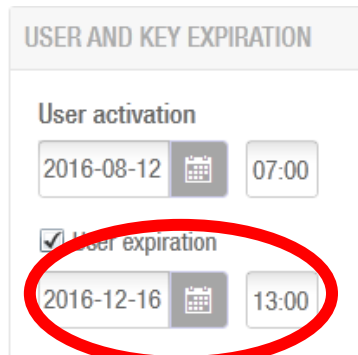 USER AND KEY EXPIRATION
User activation
2016-08-12 07:00
User expiration
2016-12-16 13:00